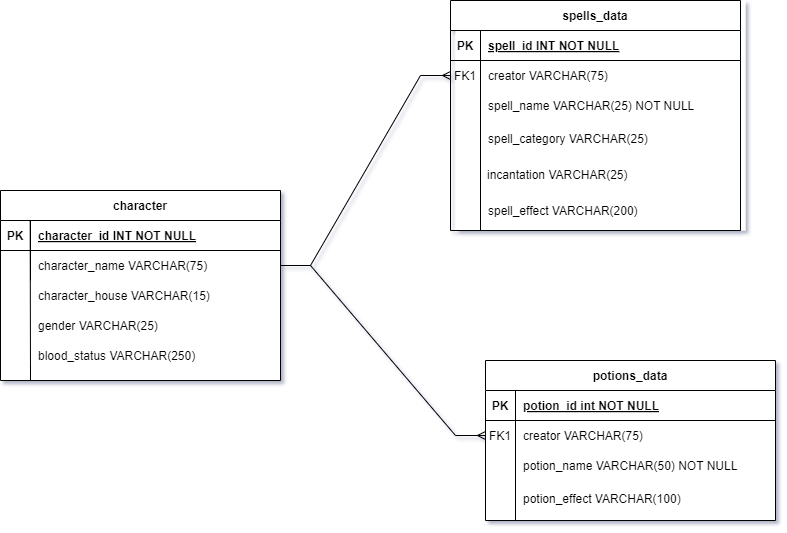 spells_data
PK spell_id INT NOT NULL
FK1 creator VARCHAR(75)
spell_name VARCHAR(25) NOT NULL
spell_category VARCHAR(25)
incantation VARCHAR(25)
spell_effect VARCHAR(200)
character
PK character_id INT NOT NULL
character_name VARCHAR(75)
character_house VARCHAR(15)
gender VARCHAR(25)
blood_status VARCHAR(250)
potions_data
PK potion_id int NOT NULL
FK1 creator VARCHAR(75)
potion_name VARCHAR(50) NOT NULL
potion_effect VARCHAR(100)